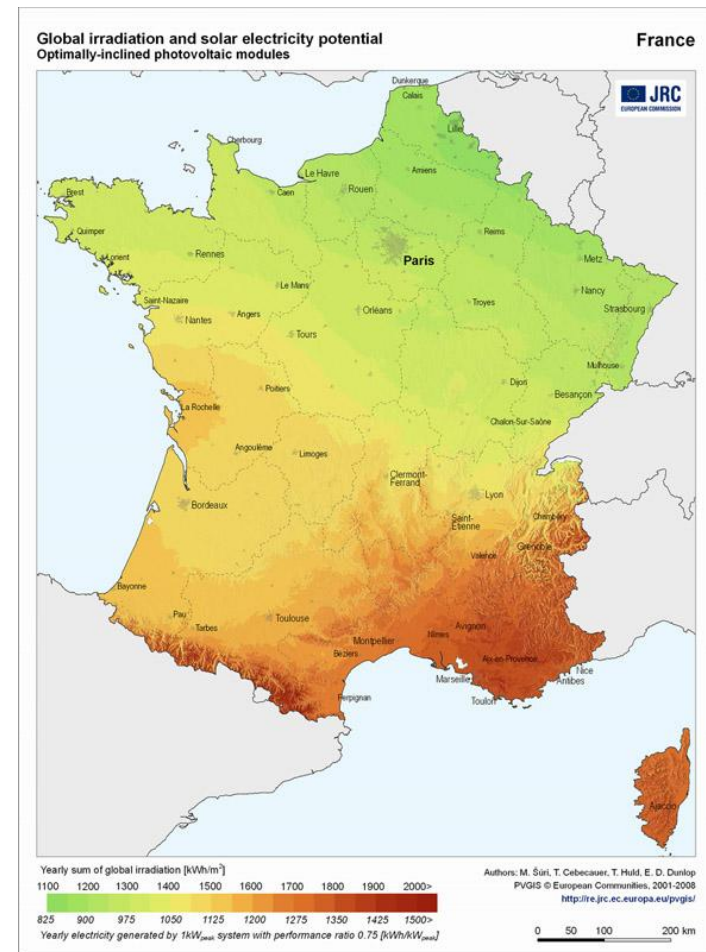 Global irradiation and solar electricity potential
Optimally-inclined photovoltaic modules
France
JRC
EUROPEAN COMMISSION
Dunkerque
Calais
Lille
Cherbourg
Amiens
Le Havre
Rouen
Caen
Reims
Brest
Metz
Paris
Quimper
Nancy
Rennes
Lorient
Strasbourg
Le Mans
Saint-Nazaire
Troyes
Orléans
Angers
Nantes
Tours
Mulhouse
Dijon
Poitiers
Besançon
La Rochelle
Chalon-Sur-Saône
Angoulême
Limoges
Clermont-
Ferrand
Lyon
Bordeaux
Saint-
Etienne
Chambéry
Grenoble
Valence
Bayonne
Pau
Toulouse
Tarbes
Avignon
Nîmes
Montpellier
Béziers
Aix-en-Provence
Nice
Marseille
Antibes
Perpignan
Toulon
Ajaccio
Yearly sum of global irradiation [kWh/m²]
1100 1200 1300 1400 1500 1600 1700 1800 1900 2000>
825 900 975 1050 1125 1200 1275 1350 1425 1500>
Yearly electricity generated by 1kWpeak system with performance ratio 0.75 [kWh/kWpeak]
Authors: M. Šúri, T. Cebecauer, T. Huld, E. D. Dunlop
PVGIS © European Communities, 2001-2008
http://re.jrc.ec.europa.eu/pvgis/
0 50 100 200 km